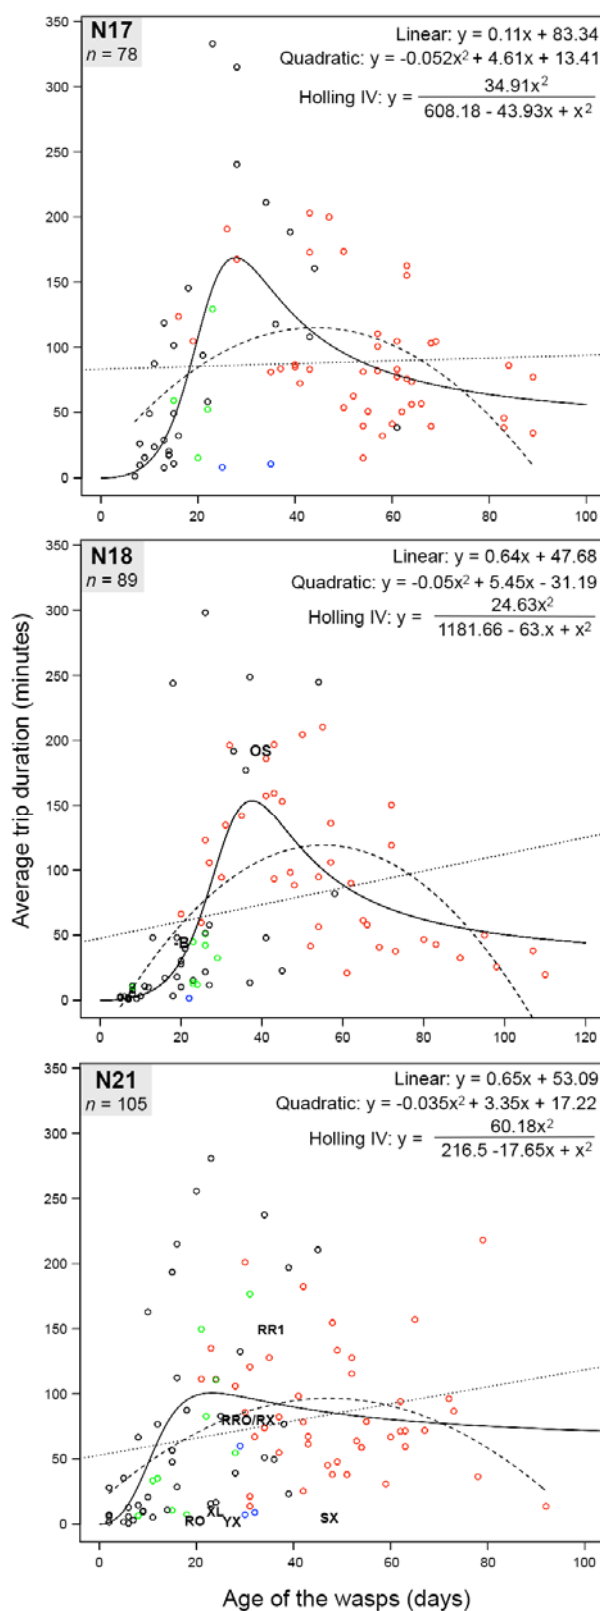 N17
n = 78
Linear: y = 0.11x + 83.34
Quadratic: y = -0.052x² + 4.61x + 13.41
Holling IV: y = 34.91x²
608.18 - 43.93x + x²
350
300
250
200
150
100
50
0
0 20 40 60 80 100
N18
n = 89
Linear: y = 0.64x + 47.68
Quadratic: y = -0.05x² + 5.45x - 31.19
Holling IV: y = 24.63x²
1181.66 - 63.x + x²
350
300
250
200
150
100
50
0
OS
B
0 20 40 60 80 100 120
Average trip duration (minutes)
N21
n = 105
Linear: y = 0.65x + 53.09
Quadratic: y = -0.035x² + 3.35x + 17.22
Holling IV: y = 60.18x²
216.5 -17.65x + x²
350
300
250
200
150
100
50
0
RR1
RRO/RX
XL
RO YX SX
0 20 40 60 80 100
Age of the wasps (days)